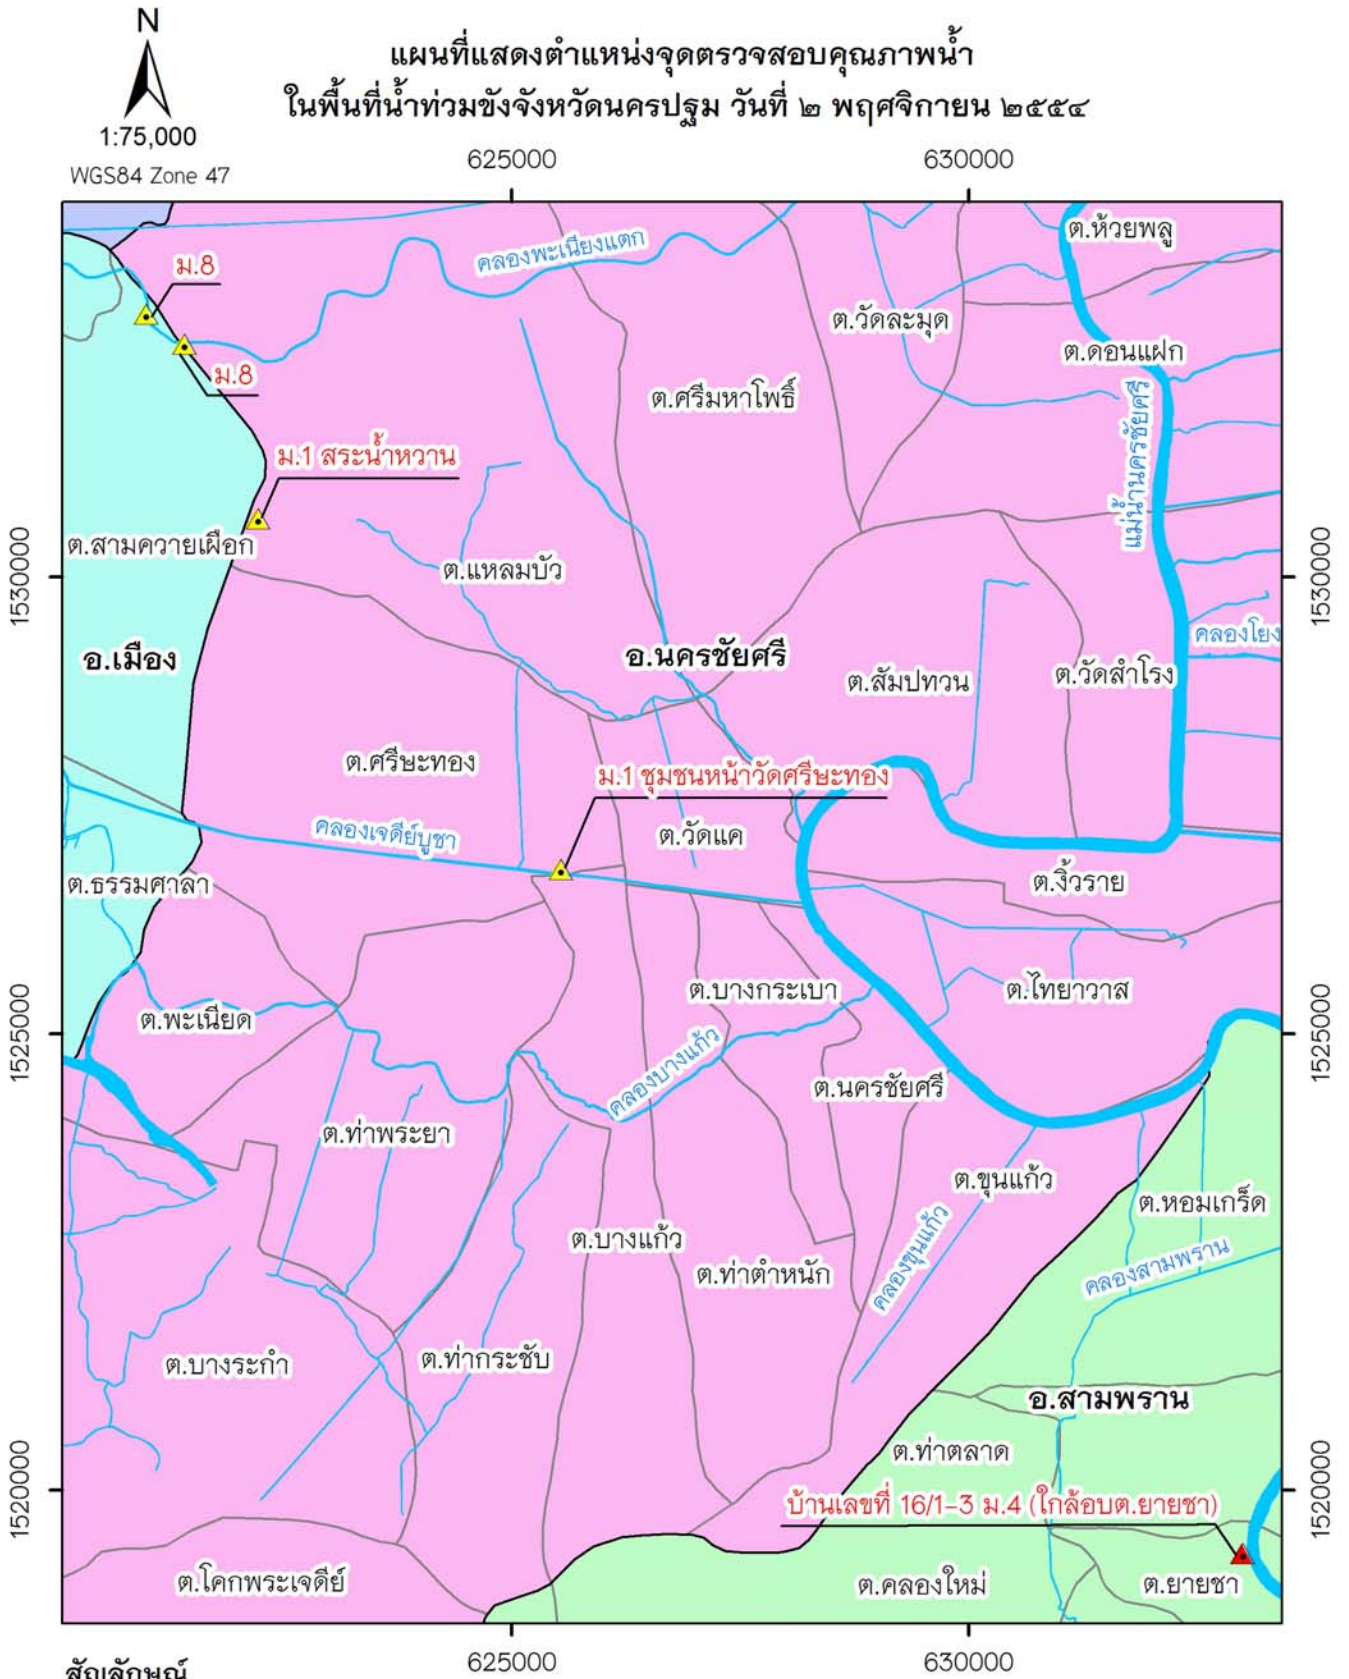 N
แผนที่แสดงตำแหน่งจุดตรวจสอบคุณภาพน้ำ
ในพื้นที่น้ำท่วมขังจังหวัดนครปฐม วันที่ ๒ พฤศจิกายน ๒๕๕๔
1:75,000
WGS84 Zone 47
625000
630000
ต.ห้วยพลู
คลองพะเนียงแตก
ม.8
ต.วัดละมุด
ต.ดอนแฝก
ม.8
ต.ศรีมหาโพธิ์
แม่น้ำนครชัยศรี
ม.1 สระน้ำหวาน
ต.สามควายเผือก
ต.แหลมบัว
1530000
1530000
คลองโยง
อ.เมือง
อ.นครชัยศรี
ต.สัมปทวน
ต.วัดสำโรง
ต.ศรีษะทอง
ม.1 ชุมชนหน้าวัดศรีษะทอง
คลองเจดีย์บูชา
ต.วัดแค
ต.ธรรมศาลา
ต.งิ้วราย
ต.บางกระเบา
ต.ไทยาวาส
ต.พะเนียด
1525000
1525000
คลองบางแก้ว
ต.นครชัยศรี
ต.ท่าพระยา
ต.ขุนแก้ว
ต.หอมเกร็ด
ต.บางแก้ว
คลองขุนแก้ว
ต.ท่าตำหนัก
คลองสามพราน
ต.บางระกำ
ต.ท่ากระชับ
อ.สามพราน
ต.ท่าตลาด
1520000
1520000
บ้านเลขที่ 16/1-3 ม.4 (ใกล้อบต.ยายชา)
ต.โคกพระเจดีย์
ต.คลองใหม่
ต.ยายชา
625000
630000
สัญลักษณ์